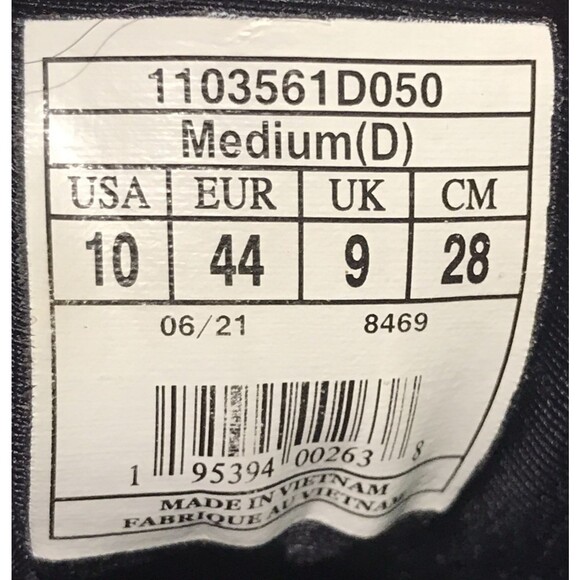 1103561D050
Medium(D)
USA EUR UK CM
10 44 9 28
06/21 8469
1 95394 00263 8
MADE IN VIETNAM
FABRIQUE AU VIETNAM